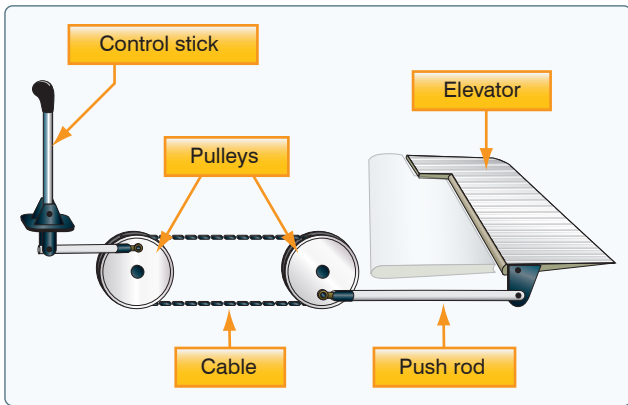 Control stick
Elevator
Pulleys
Cable
Push rod